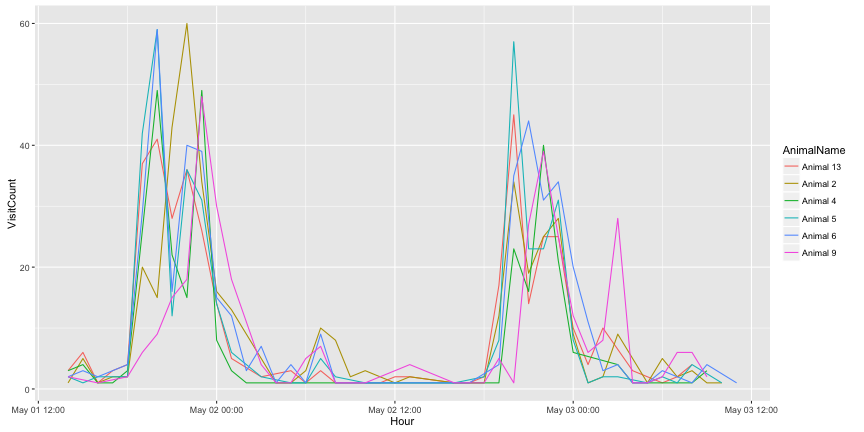 60
40
20
0
VisitCount
May 01 12:00
May 02 00:00
May 02 12:00
May 03 00:00
May 03 12:00
Hour
AnimalName
Animal 13
Animal 2
Animal 4
Animal 5
Animal 6
Animal 9